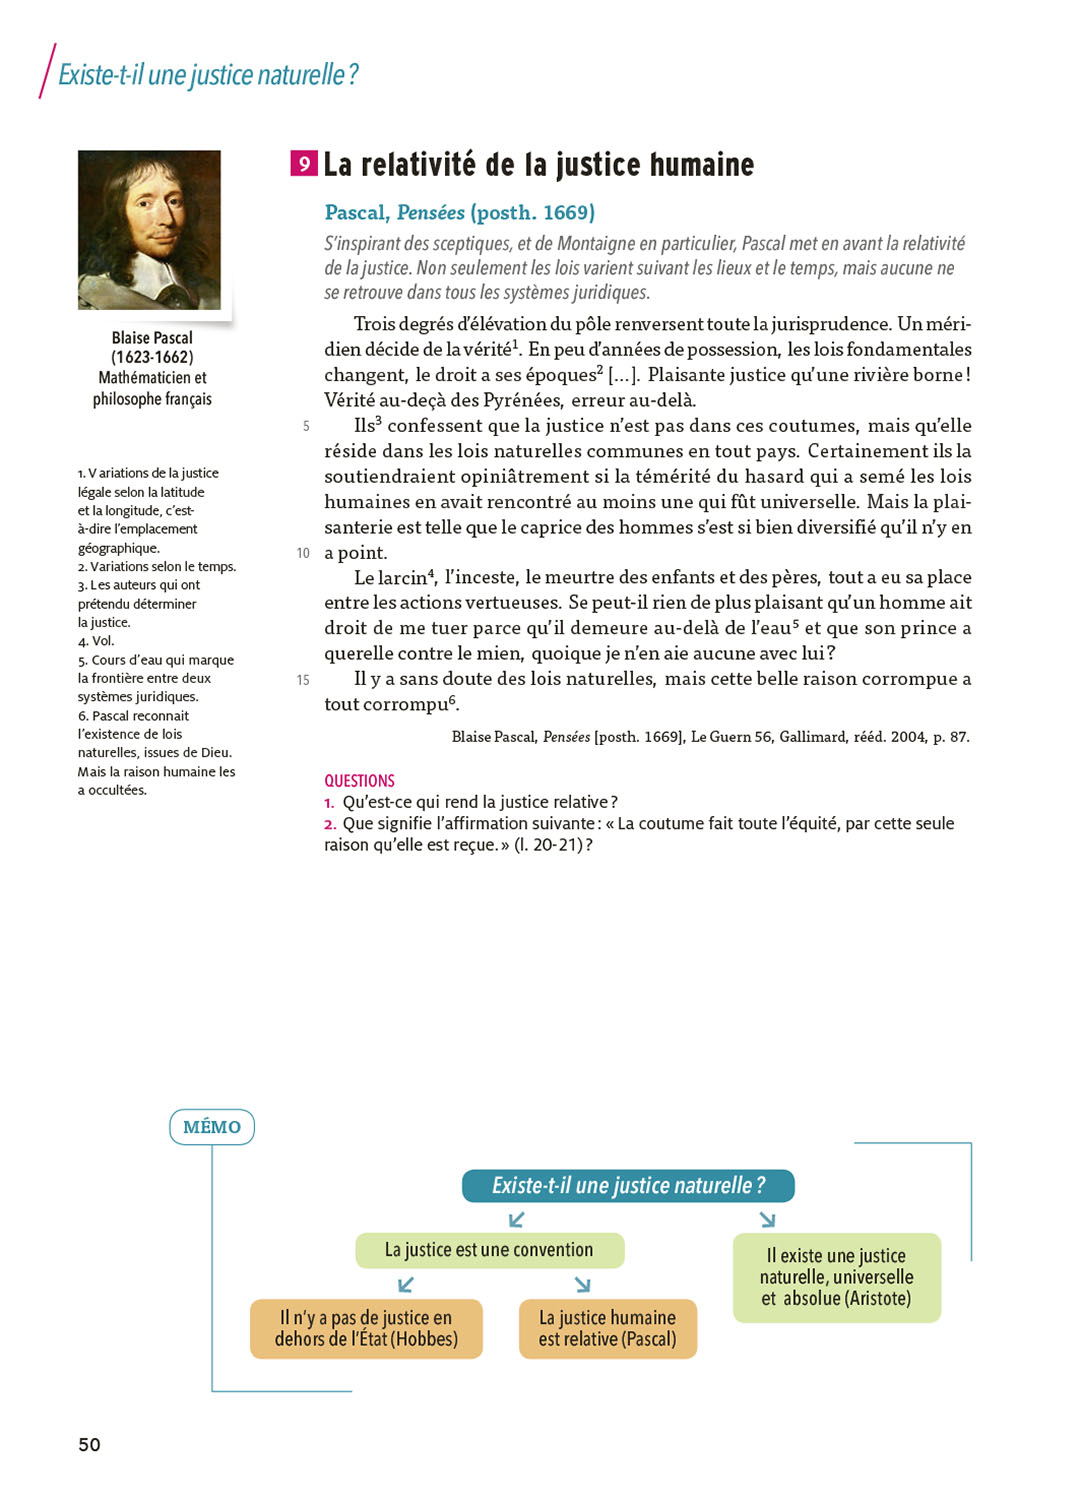 Existe-t-il une justice naturelle ?
9 La relativité de la justice humaine
Pascal, Pensées (posth. 1669)
S'inspirant des sceptiques, et de Montaigne en particulier, Pascal met en avant la relativité
de la justice. Non seulement les lois varient suivant les lieux et le temps, mais aucune ne
se retrouve dans tous les systèmes juridiques.
Trois degrés d'élévation du pôle renversent toute la jurisprudence. Un méri-
dien décide de la vérité1. En peu d'années de possession, les lois fondamentales
changent, le droit a ses époques2 [...]. Plaisante justice qu'une rivière borne !
Vérité au-deçà des Pyrénées, erreur au-delà.
5 Ils3 confessent que la justice n'est pas dans ces coutumes, mais qu'elle
réside dans les lois naturelles communes en tout pays. Certainement ils la
soutiendraient opiniâtrement si la témérité du hasard qui a semé les lois
humaines en avait rencontré au moins une qui fût universelle. Mais la plai-
santerie est telle que le caprice des hommes s'est si bien diversifié qu'il n'y en
10 a point.
Le larcin4, l'inceste, le meurtre des enfants et des pères, tout a eu sa place
entre les actions vertueuses. Se peut-il rien de plus plaisant qu'un homme ait
droit de me tuer parce qu'il demeure au-delà de l'eau5 et que son prince a
querelle contre le mien, quoique je n'en aie aucune avec lui ?
15 Il y a sans doute des lois naturelles, mais cette belle raison corrompue a
tout corrompu6.
Blaise Pascal, Pensées [posth. 1669], Le Guern 56, Gallimard, rééd. 2004, p. 87.
QUESTIONS
1. Qu'est-ce qui rend la justice relative ?
2. Que signifie l'affirmation suivante : « La coutume fait toute l'équité, par cette seule
raison qu'elle est reçue. » (l. 20-21) ?
Blaise Pascal
(1623-1662)
Mathématicien et
philosophe français
1. V ariations de la justice
légale selon la latitude
et la longitude, c'est-
à-dire l'emplacement
géographique.
2. Variations selon le temps.
3. Les auteurs qui ont
prétendu déterminer
la justice.
4. Vol.
5. Cours d'eau qui marque
la frontière entre deux
systèmes juridiques.
6. Pascal reconnait
l'existence de lois
naturelles, issues de Dieu.
Mais la raison humaine les
a occultées.
MÉMO
Existe-t-il une justice naturelle ?
La justice est une convention
Il n'y a pas de justice en
dehors de l'État (Hobbes)
La justice humaine
est relative (Pascal)
Il existe une justice
naturelle, universelle
et absolue (Aristote)
50